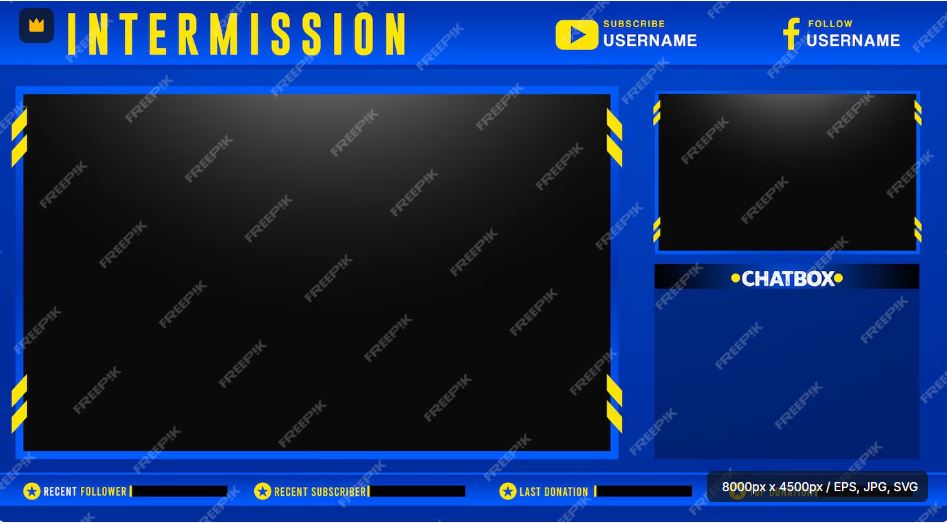 INTERMISSION
SUBSCRIBE
USERNAME
FOLLOW
USERNAME
CHATBOX
RECENT FOLLOWER
RECENT SUBSCRIBER
LAST DONATION
TOP DONATION
8000px x 4500px / EPS, JPG, SVG
FREEPIK